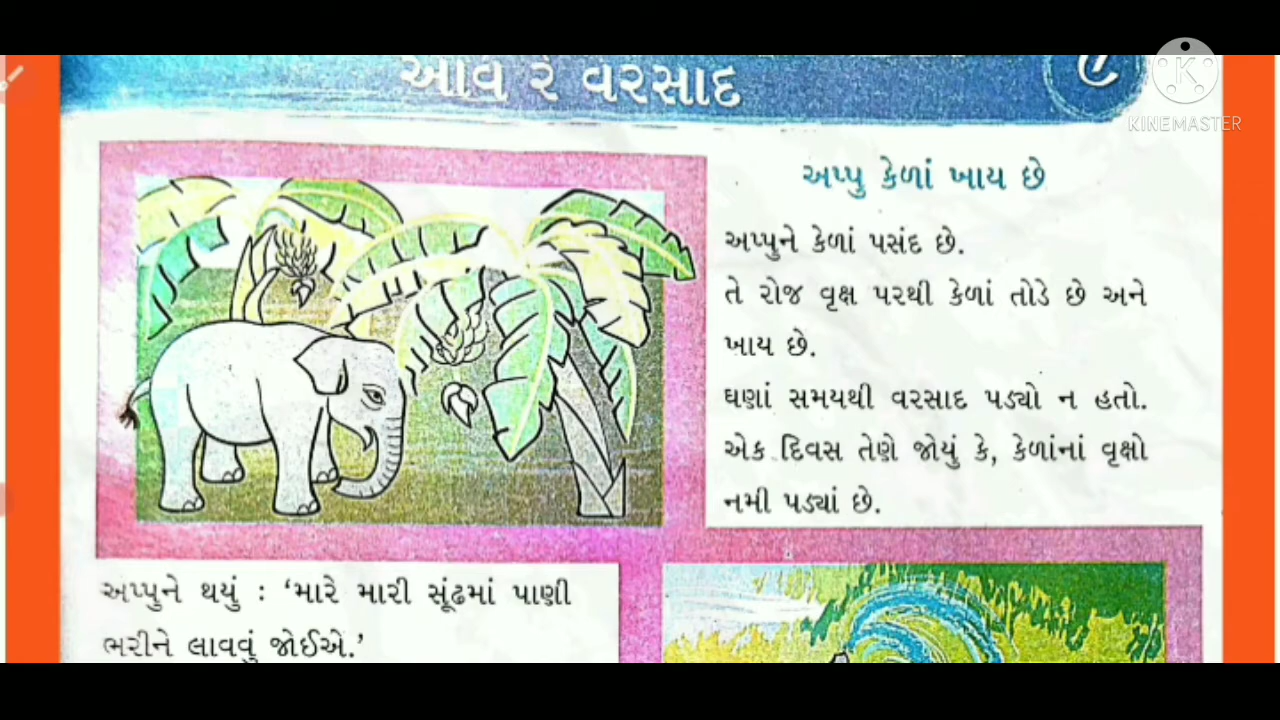 આવ રે વરસાદ
૯
KINEMASTER
અપ્પુ કેળાં ખાય છે
અપ્પુને કેળાં પસંદ છે.
તે રોજ વૃક્ષ પરથી કેળાં તોડે છે અને
ખાય છે.
ઘણાં સમયથી વરસાદ પડ્યો ન હતો.
એક દિવસ તેણે જોયું કે, કેળાંનાં વૃક્ષો
નમી પડ્યાં છે.
અપ્પુને થયું : ‘મારે મારી સૂંઢમાં પાણી
ભરીને લાવવું જોઈએ.’